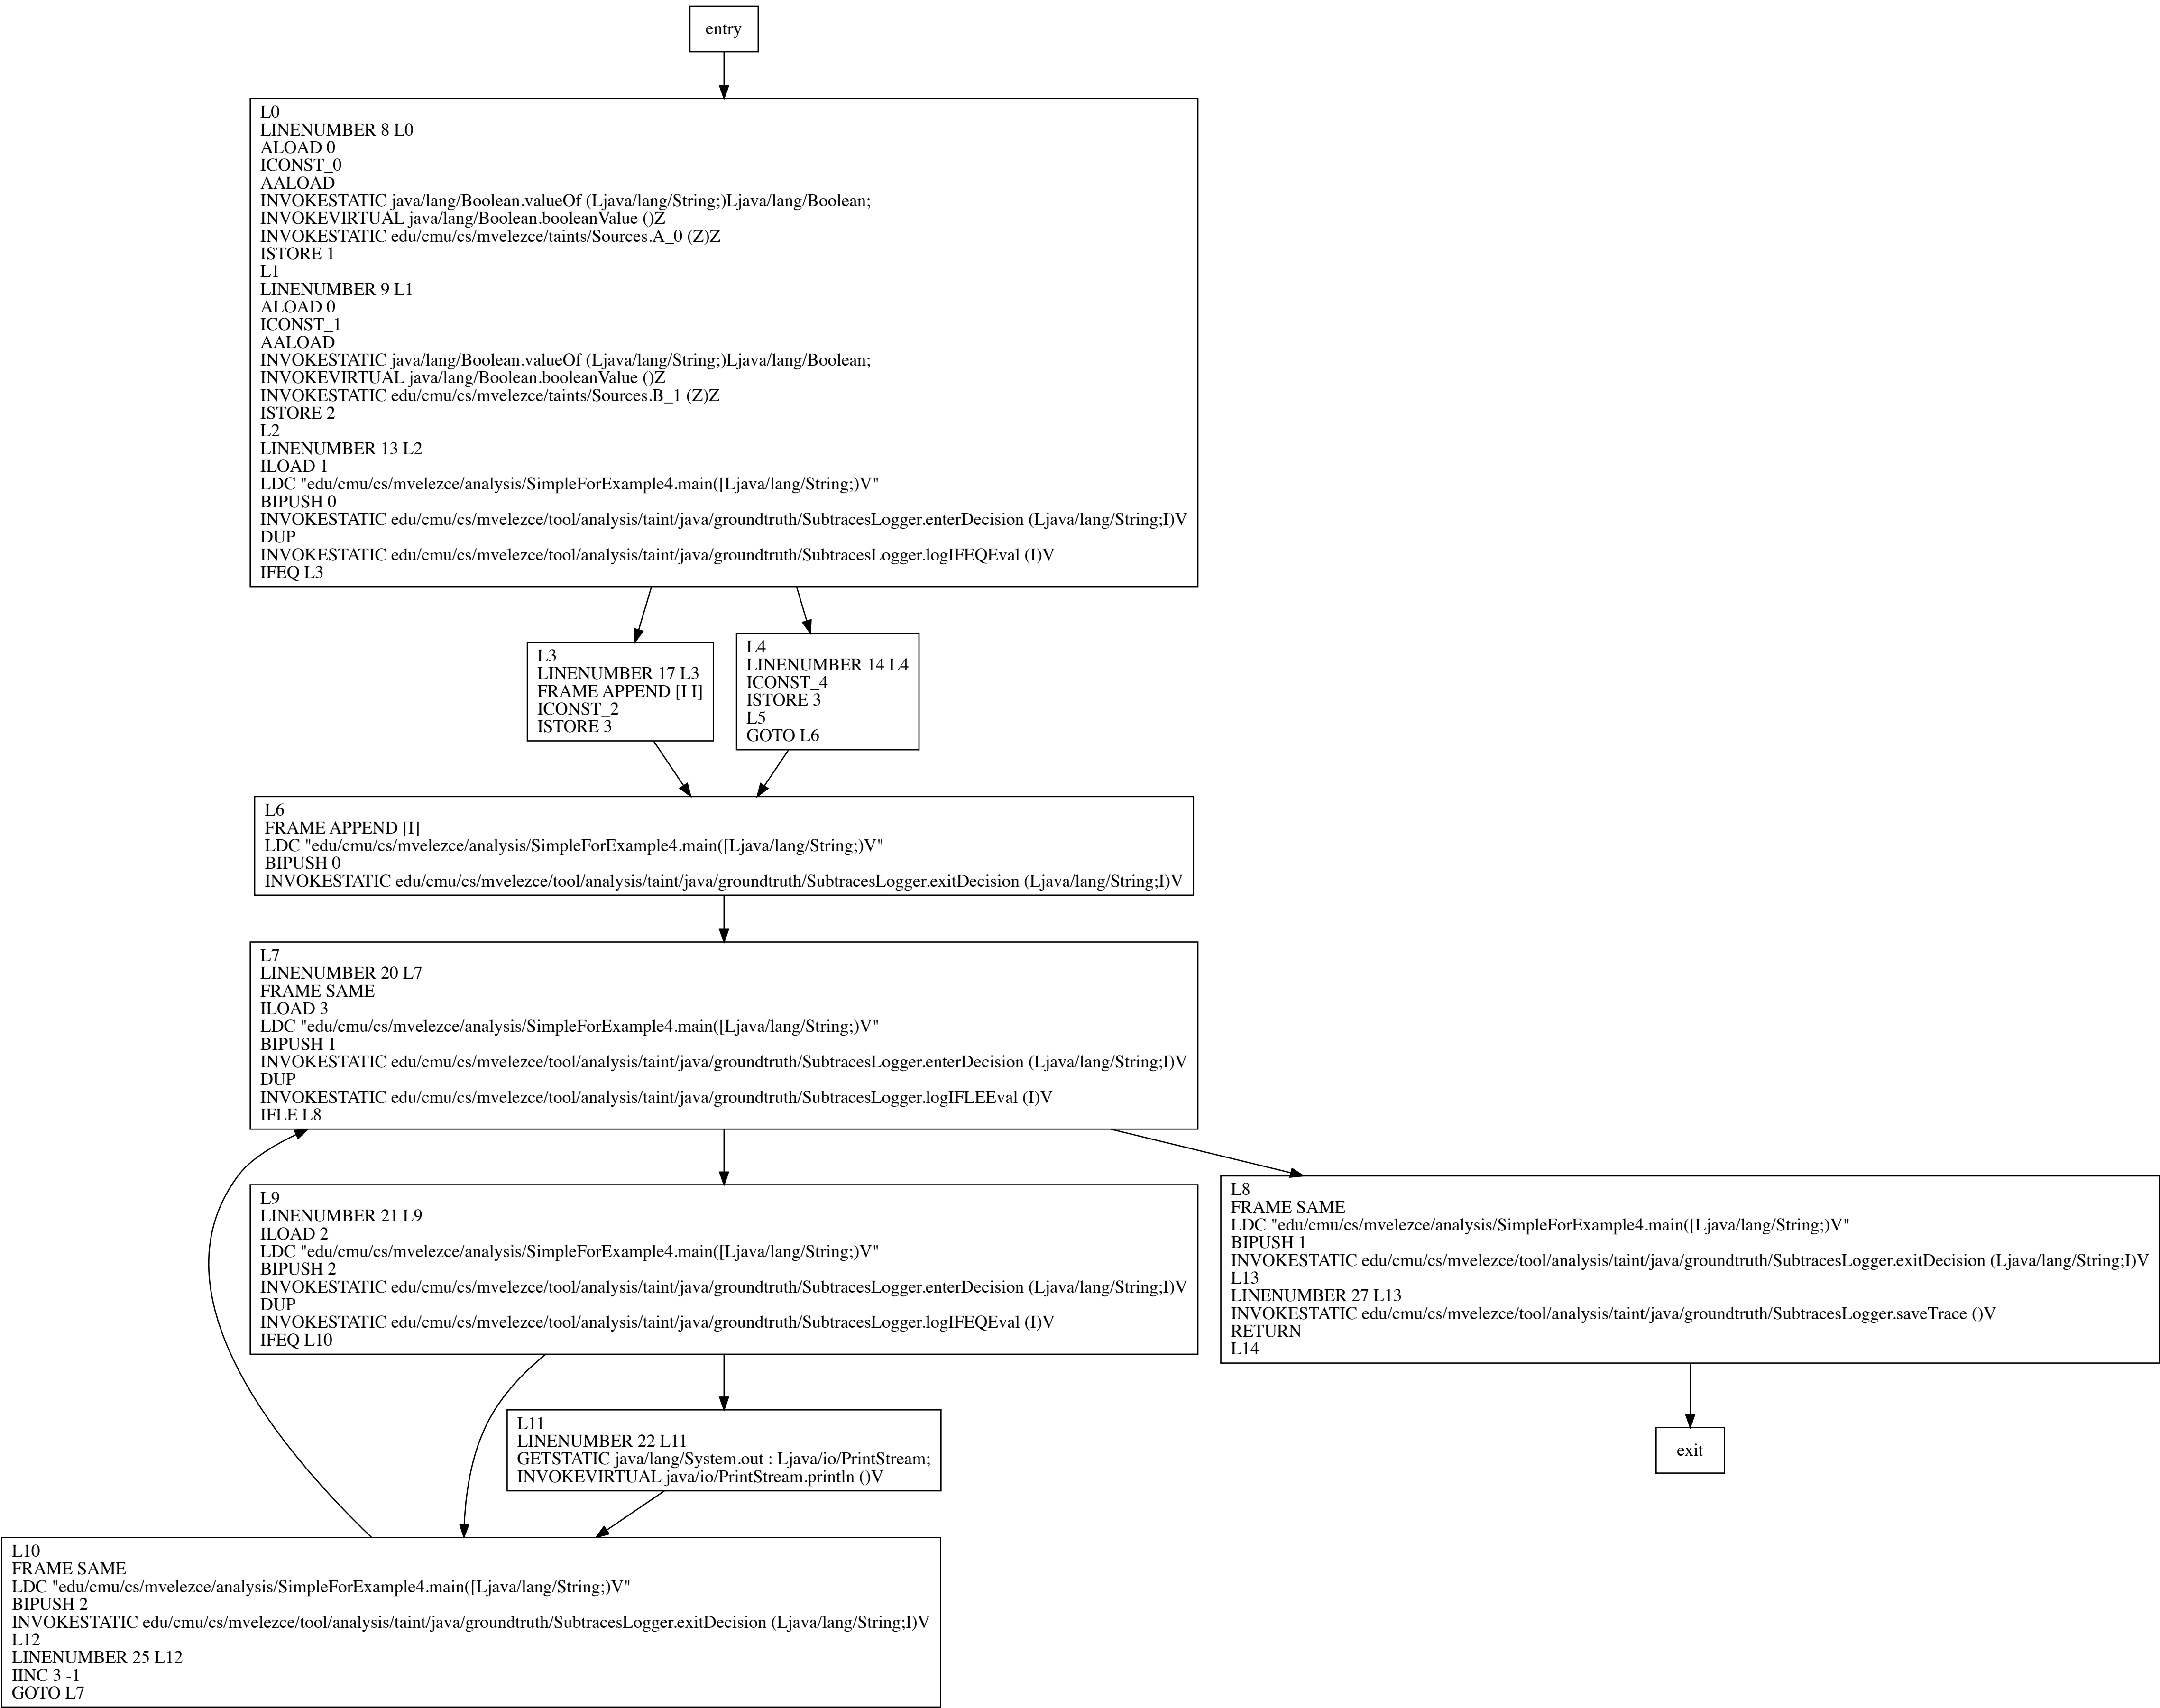 entry
L0
LINENUMBER 8 L0
ALOAD 0
ICONST_0
AALOAD
INVOKESTATIC java/lang/Boolean.valueOf (Ljava/lang/String;)Ljava/lang/Boolean;
INVOKEVIRTUAL java/lang/Boolean.booleanValue ()Z
INVOKESTATIC edu/cmu/cs/mvelezce/taints/Sources.A_0 (Z)Z
ISTORE 1
L1
LINENUMBER 9 L1
ALOAD 0
ICONST_1
AALOAD
INVOKESTATIC java/lang/Boolean.valueOf (Ljava/lang/String;)Ljava/lang/Boolean;
INVOKEVIRTUAL java/lang/Boolean.booleanValue ()Z
INVOKESTATIC edu/cmu/cs/mvelezce/taints/Sources.B_1 (Z)Z
ISTORE 2
L2
LINENUMBER 13 L2
ILOAD 1
LDC "edu/cmu/cs/mvelezce/analysis/SimpleForExample4.main([Ljava/lang/String;)V"
BIPUSH 0
INVOKESTATIC edu/cmu/cs/mvelezce/tool/analysis/taint/java/groundtruth/SubtracesLogger.enterDecision (Ljava/lang/String;I)V
DUP
INVOKESTATIC edu/cmu/cs/mvelezce/tool/analysis/taint/java/groundtruth/SubtracesLogger.logIFEQEval (I)V
IFEQ L3
L3
LINENUMBER 17 L3
FRAME APPEND [I I]
ICONST_2
ISTORE 3
L4
LINENUMBER 14 L4
ICONST_4
ISTORE 3
L5
GOTO L6
L6
FRAME APPEND [I]
LDC "edu/cmu/cs/mvelezce/analysis/SimpleForExample4.main([Ljava/lang/String;)V"
BIPUSH 0
INVOKESTATIC edu/cmu/cs/mvelezce/tool/analysis/taint/java/groundtruth/SubtracesLogger.exitDecision (Ljava/lang/String;I)V
L7
LINENUMBER 20 L7
FRAME SAME
ILOAD 3
LDC "edu/cmu/cs/mvelezce/analysis/SimpleForExample4.main([Ljava/lang/String;)V"
BIPUSH 1
INVOKESTATIC edu/cmu/cs/mvelezce/tool/analysis/taint/java/groundtruth/SubtracesLogger.enterDecision (Ljava/lang/String;I)V
DUP
INVOKESTATIC edu/cmu/cs/mvelezce/tool/analysis/taint/java/groundtruth/SubtracesLogger.logIFLEEval (I)V
IFLE L8
L9
LINENUMBER 21 L9
ILOAD 2
LDC "edu/cmu/cs/mvelezce/analysis/SimpleForExample4.main([Ljava/lang/String;)V"
BIPUSH 2
INVOKESTATIC edu/cmu/cs/mvelezce/tool/analysis/taint/java/groundtruth/SubtracesLogger.enterDecision (Ljava/lang/String;I)V
DUP
INVOKESTATIC edu/cmu/cs/mvelezce/tool/analysis/taint/java/groundtruth/SubtracesLogger.logIFEQEval (I)V
IFEQ L10
L8
FRAME SAME
LDC "edu/cmu/cs/mvelezce/analysis/SimpleForExample4.main([Ljava/lang/String;)V"
BIPUSH 1
INVOKESTATIC edu/cmu/cs/mvelezce/tool/analysis/taint/java/groundtruth/SubtracesLogger.exitDecision (Ljava/lang/String;I)V
L13
LINENUMBER 27 L13
INVOKESTATIC edu/cmu/cs/mvelezce/tool/analysis/taint/java/groundtruth/SubtracesLogger.saveTrace ()V
RETURN
L14
L11
LINENUMBER 22 L11
GETSTATIC java/lang/System.out : Ljava/io/PrintStream;
INVOKEVIRTUAL java/io/PrintStream.println ()V
exit
L10
FRAME SAME
LDC "edu/cmu/cs/mvelezce/analysis/SimpleForExample4.main([Ljava/lang/String;)V"
BIPUSH 2
INVOKESTATIC edu/cmu/cs/mvelezce/tool/analysis/taint/java/groundtruth/SubtracesLogger.exitDecision (Ljava/lang/String;I)V
L12
LINENUMBER 25 L12
IINC 3 -1
GOTO L7